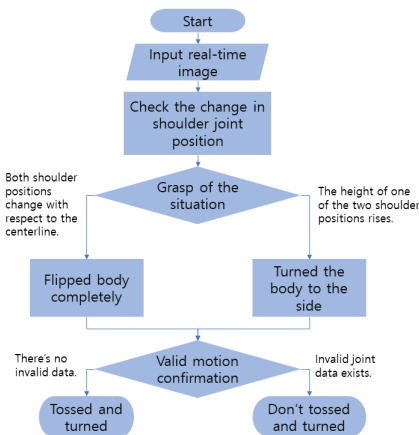 Start
Input real-time
image
Check the change in
shoulder joint
position
Both shoulder
positions
change with
respect to the
centerline.
Grasp of the
situation
The height of one
of the two shoulder
positions rises.
Flipped body
completely
Turned the
body to the
side
There's no
invalid data.
Valid motion
confirmation
Invalid joint
data exists.
Tossed and
turned
Don't tossed
and turned